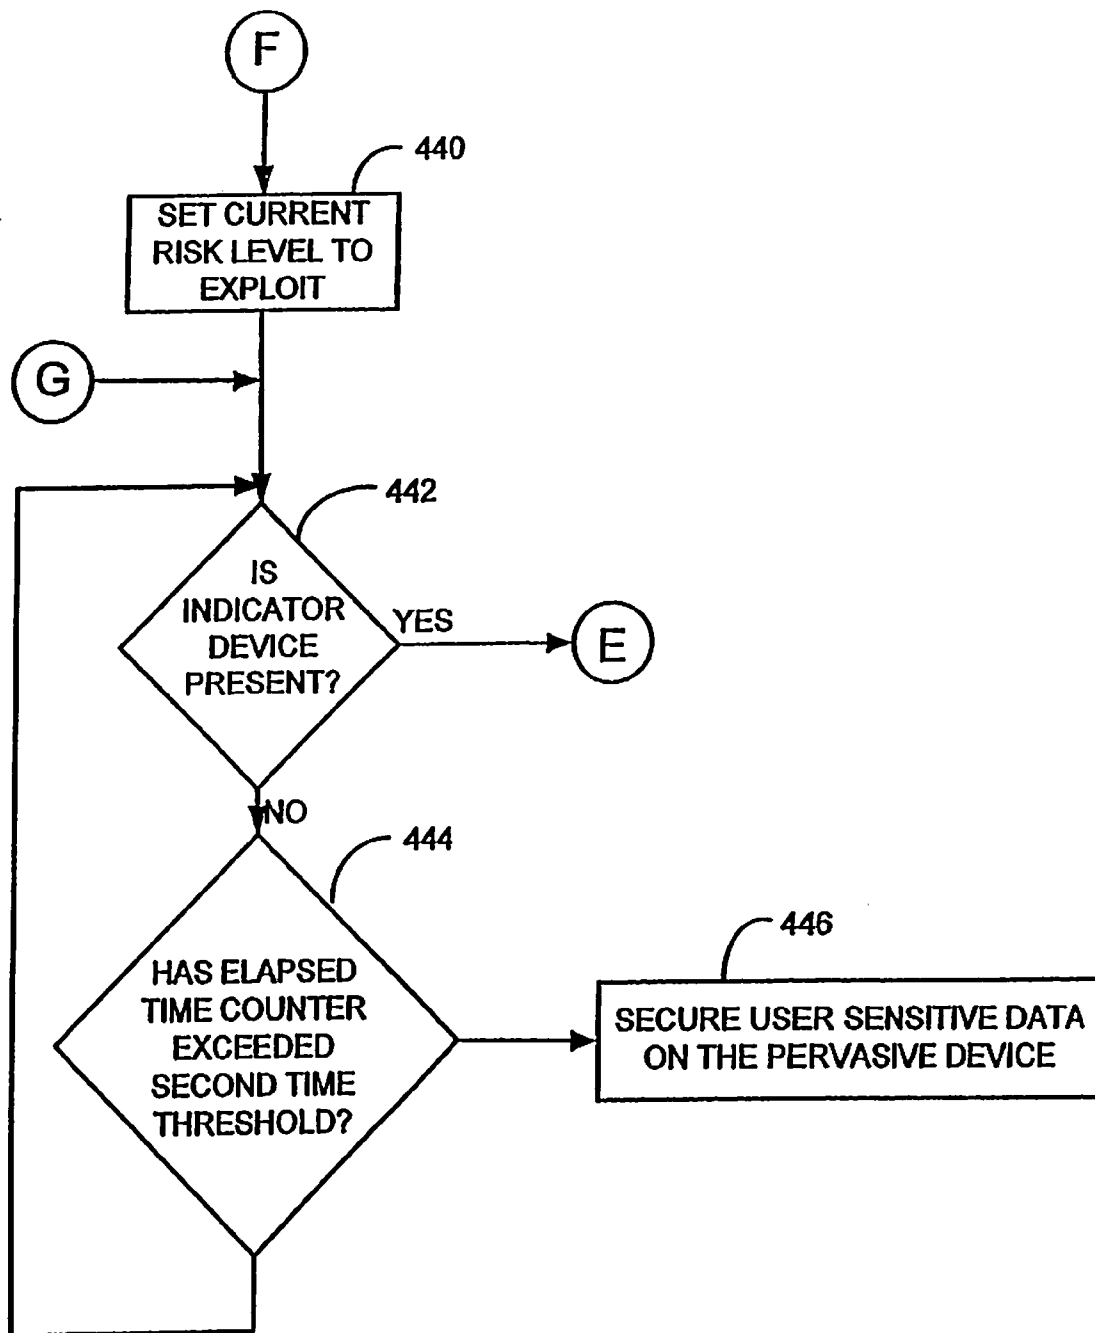 F
440
SET CURRENT
RISK LEVEL TO
EXPLOIT
G
442
IS
INDICATOR
DEVICE
PRESENT?
YES
E
NO
444
HAS ELAPSED
TIME COUNTER
EXCEEDED
SECOND TIME
THRESHOLD?
446
SECURE USER SENSITIVE DATA
ON THE PERVASIVE DEVICE